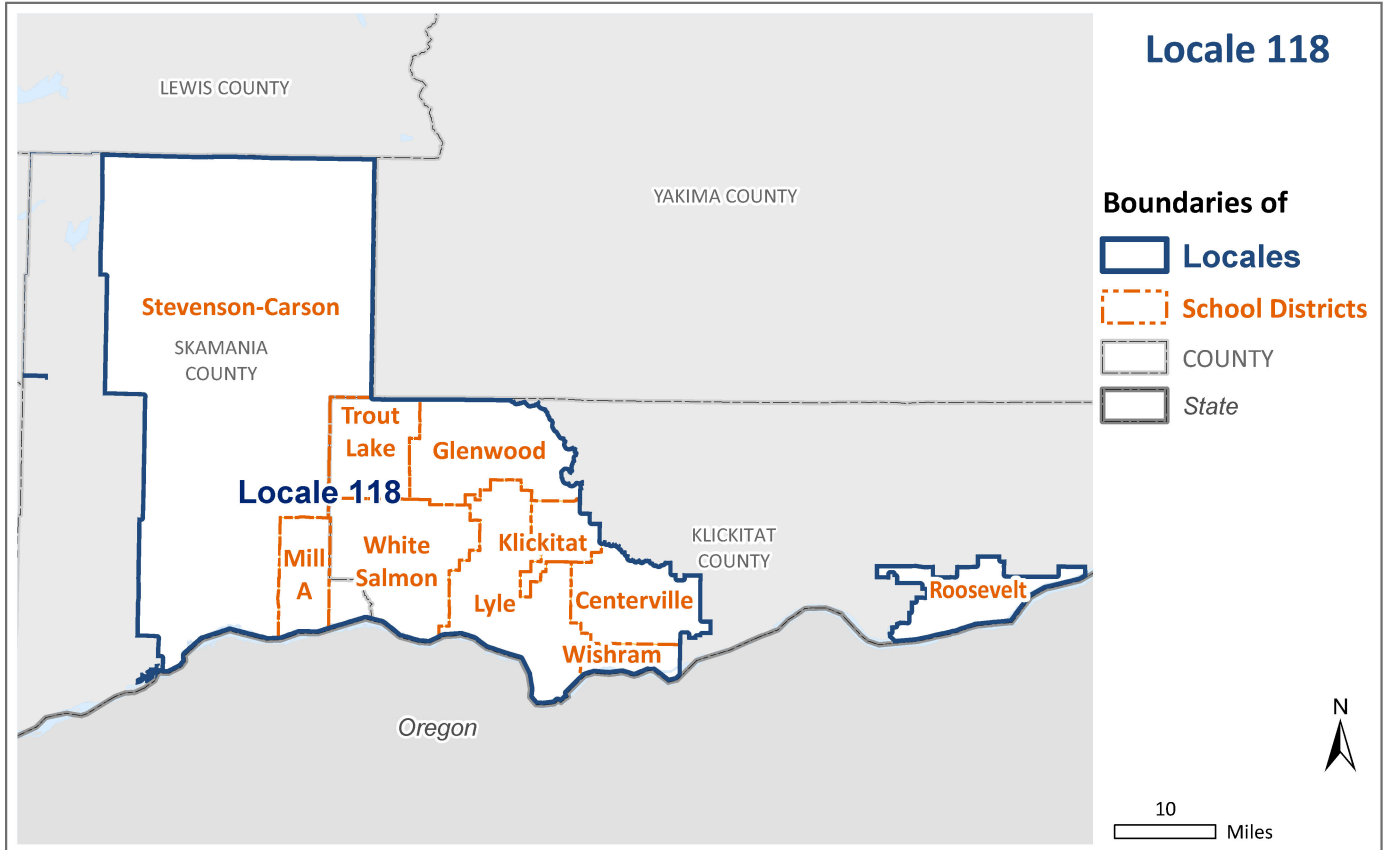 Locale 118
LEWIS COUNTY
YAKIMA COUNTY
Boundaries of
Locales
School Districts
COUNTY
State
Stevenson-Carson
SKAMANIA
COUNTY
Trout
Lake
Glenwood
Locale 118
Mill
A
White
Salmon
Klickitat
KLICKITAT
COUNTY
Lyle
Centerville
Roosevelt
Wishram
Oregon
N
10
Miles